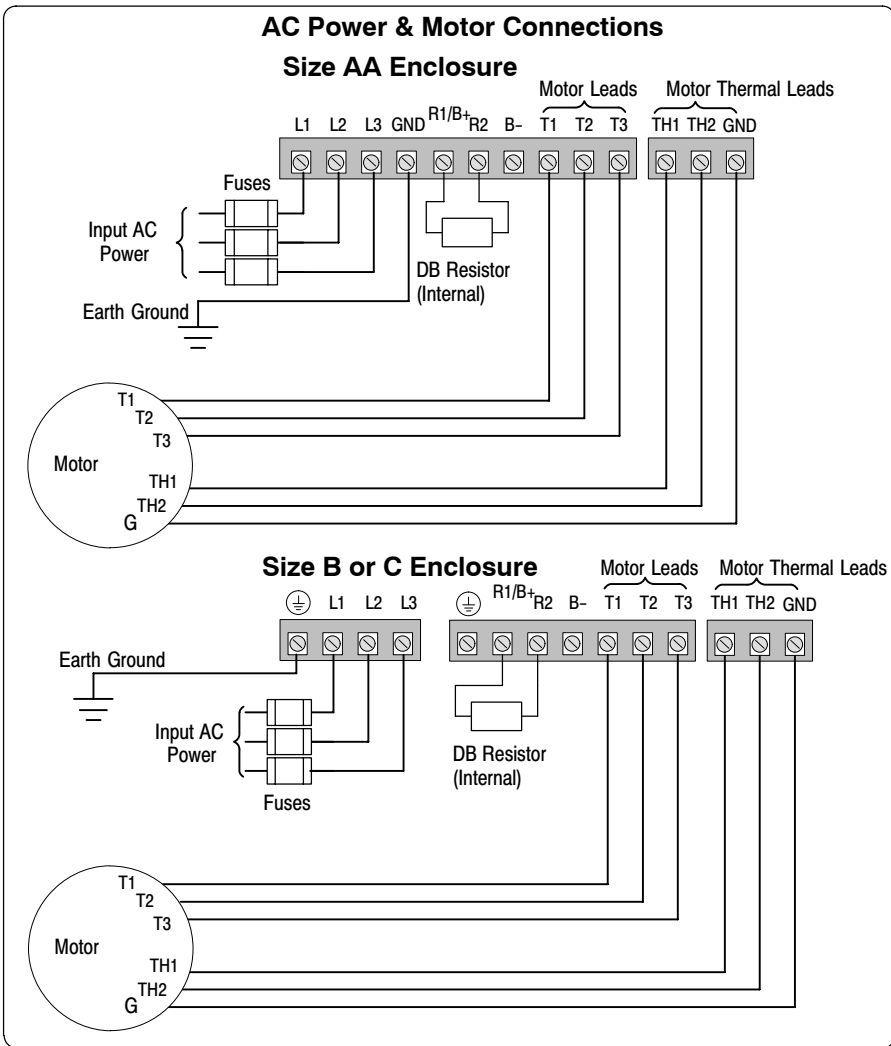 AC Power & Motor Connections
Size AA Enclosure
Motor Leads Motor Thermal Leads
L1 L2 L3 GND R1/B+ R2 B- T1 T2 T3 TH1 TH2 GND
Fuses
Input AC
Power
DB Resistor
(Internal)
Earth Ground
T1
T2
T3
Motor
TH1
TH2
G
Size B or C Enclosure
Motor Leads Motor Thermal Leads
L1 L2 L3 R1/B+ R2 B- T1 T2 T3 TH1 TH2 GND
Earth Ground
Input AC
Power
DB Resistor
(Internal)
Fuses
T1
T2
T3
Motor
TH1
TH2
G